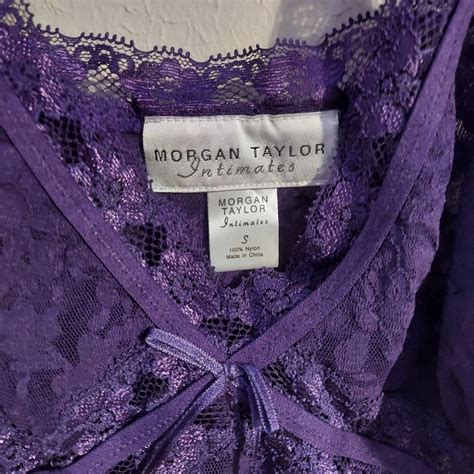 MORGAN TAYLOR
Intimates
MORGAN
TAYLOR
Intimates
S
100% Nylon
Made in China